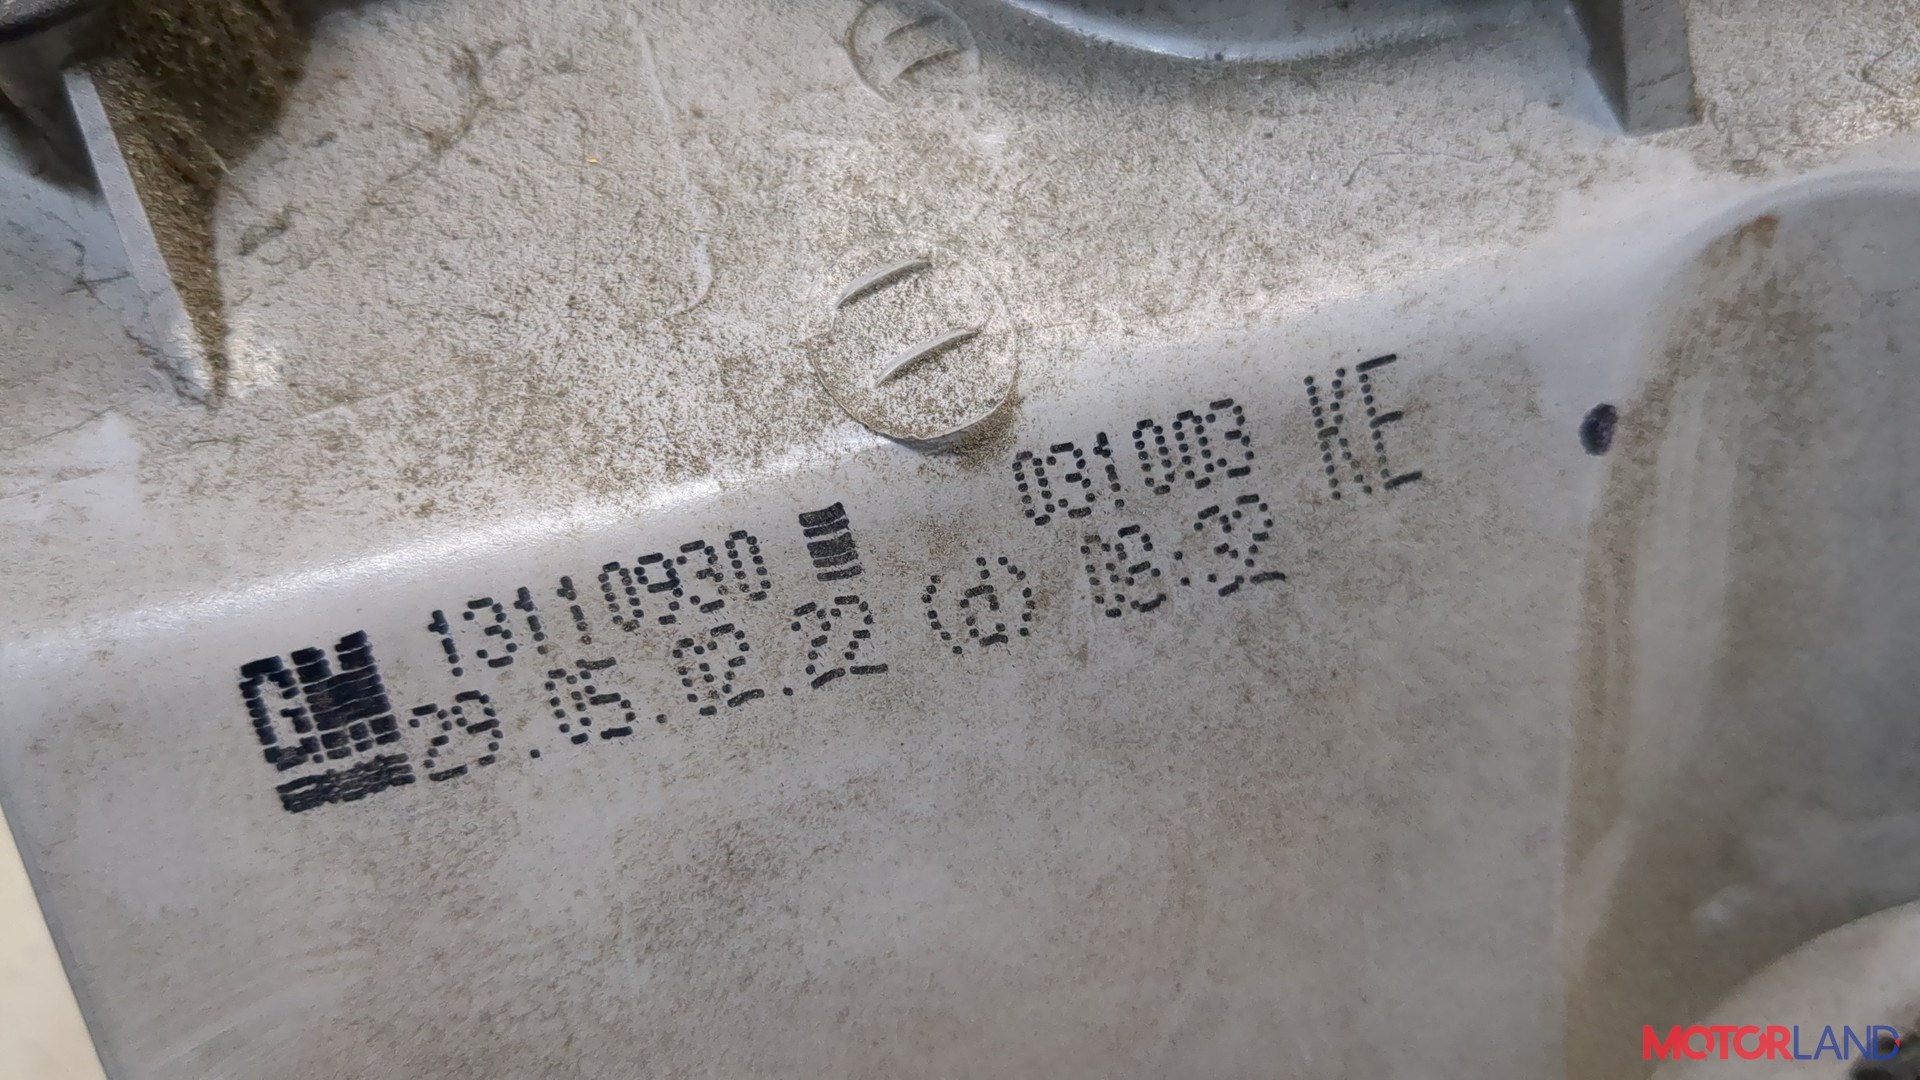 GM 13110930 031003 KE
29.05.02.22 (d) 08:32
MOTORLAND